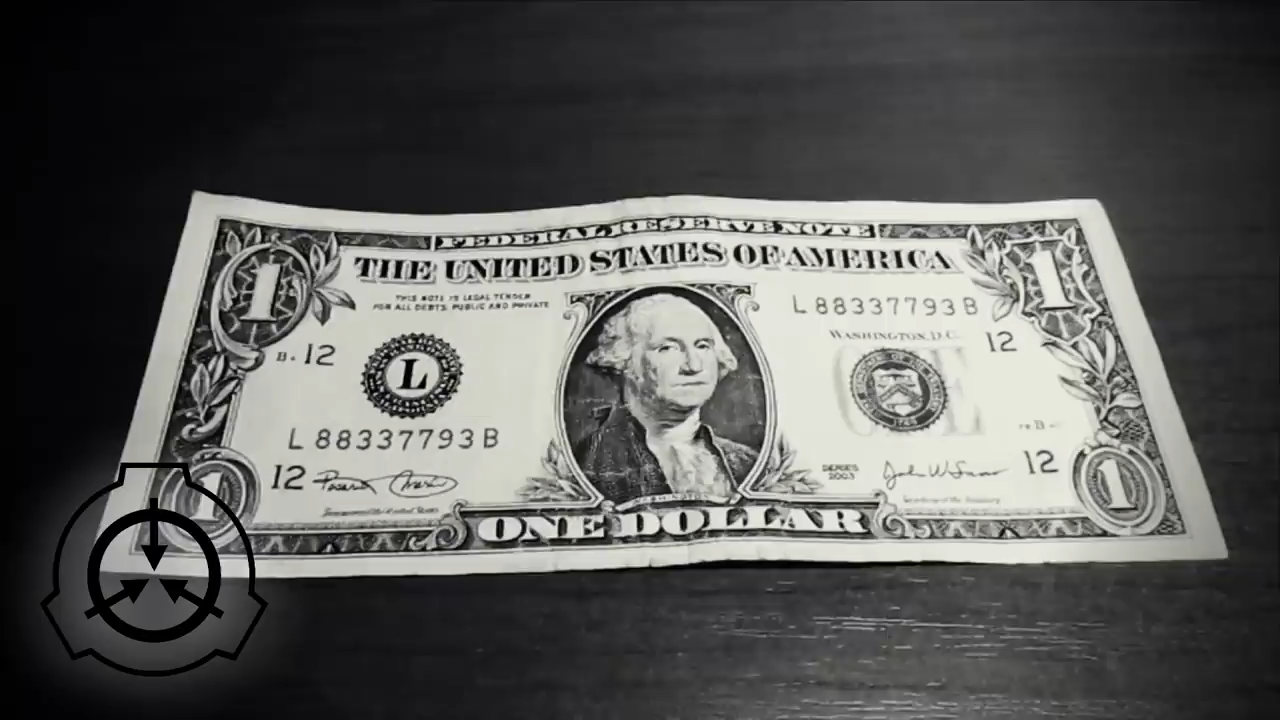 FEDERAL RESERVE NOTE
THE UNITED STATES OF AMERICA
1
1
THIS NOTE IS LEGAL TENDER
FOR ALL DEBTS, PUBLIC AND PRIVATE
L 88337793 B
WASHINGTON, D.C.
12
12
L
L 88337793 B
12
12
SERIES
2003
1
1
WASHINGTON
ONE DOLLAR